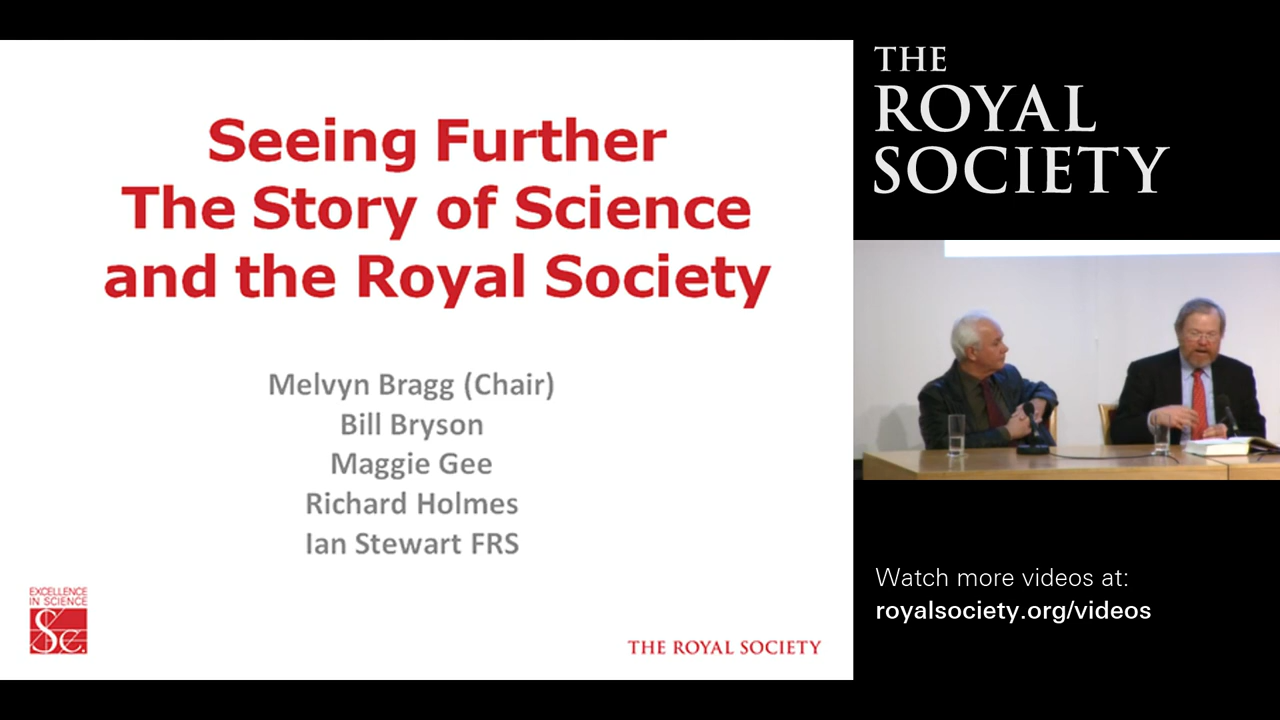 Seeing Further
The Story of Science
and the Royal Society
Melvyn Bragg (Chair)
Bill Bryson
Maggie Gee
Richard Holmes
Ian Stewart FRS
EXCELLENCE
IN SCIENCE
Sc.
THE ROYAL SOCIETY
THE
ROYAL
SOCIETY
Watch more videos at:
royalsociety.org/videos